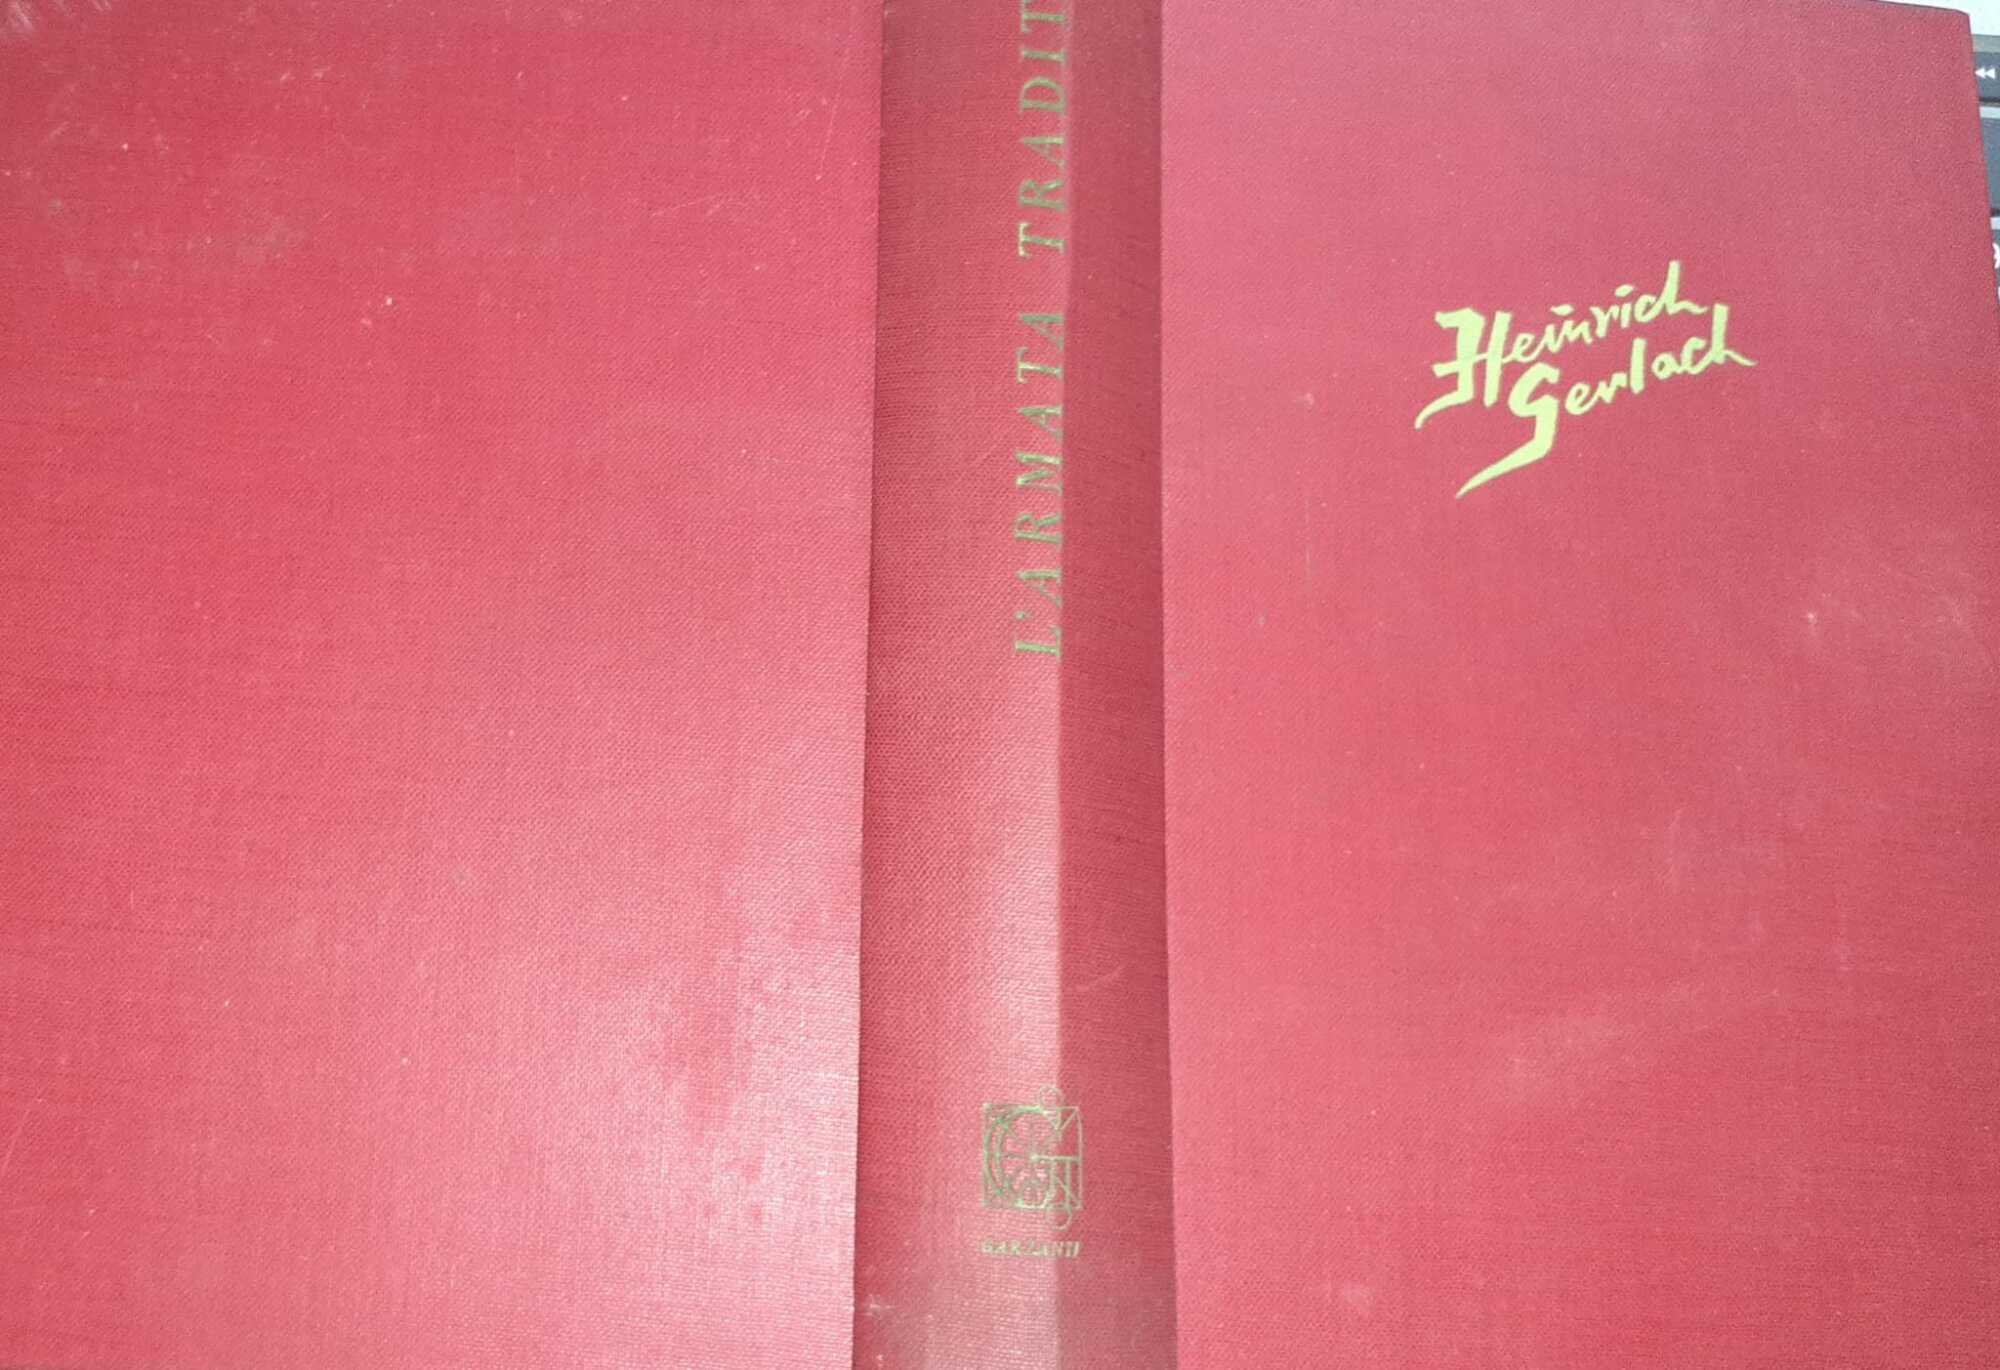 L'ARMATA TRADIT
GARZANTI
Heinrich
Gerlach